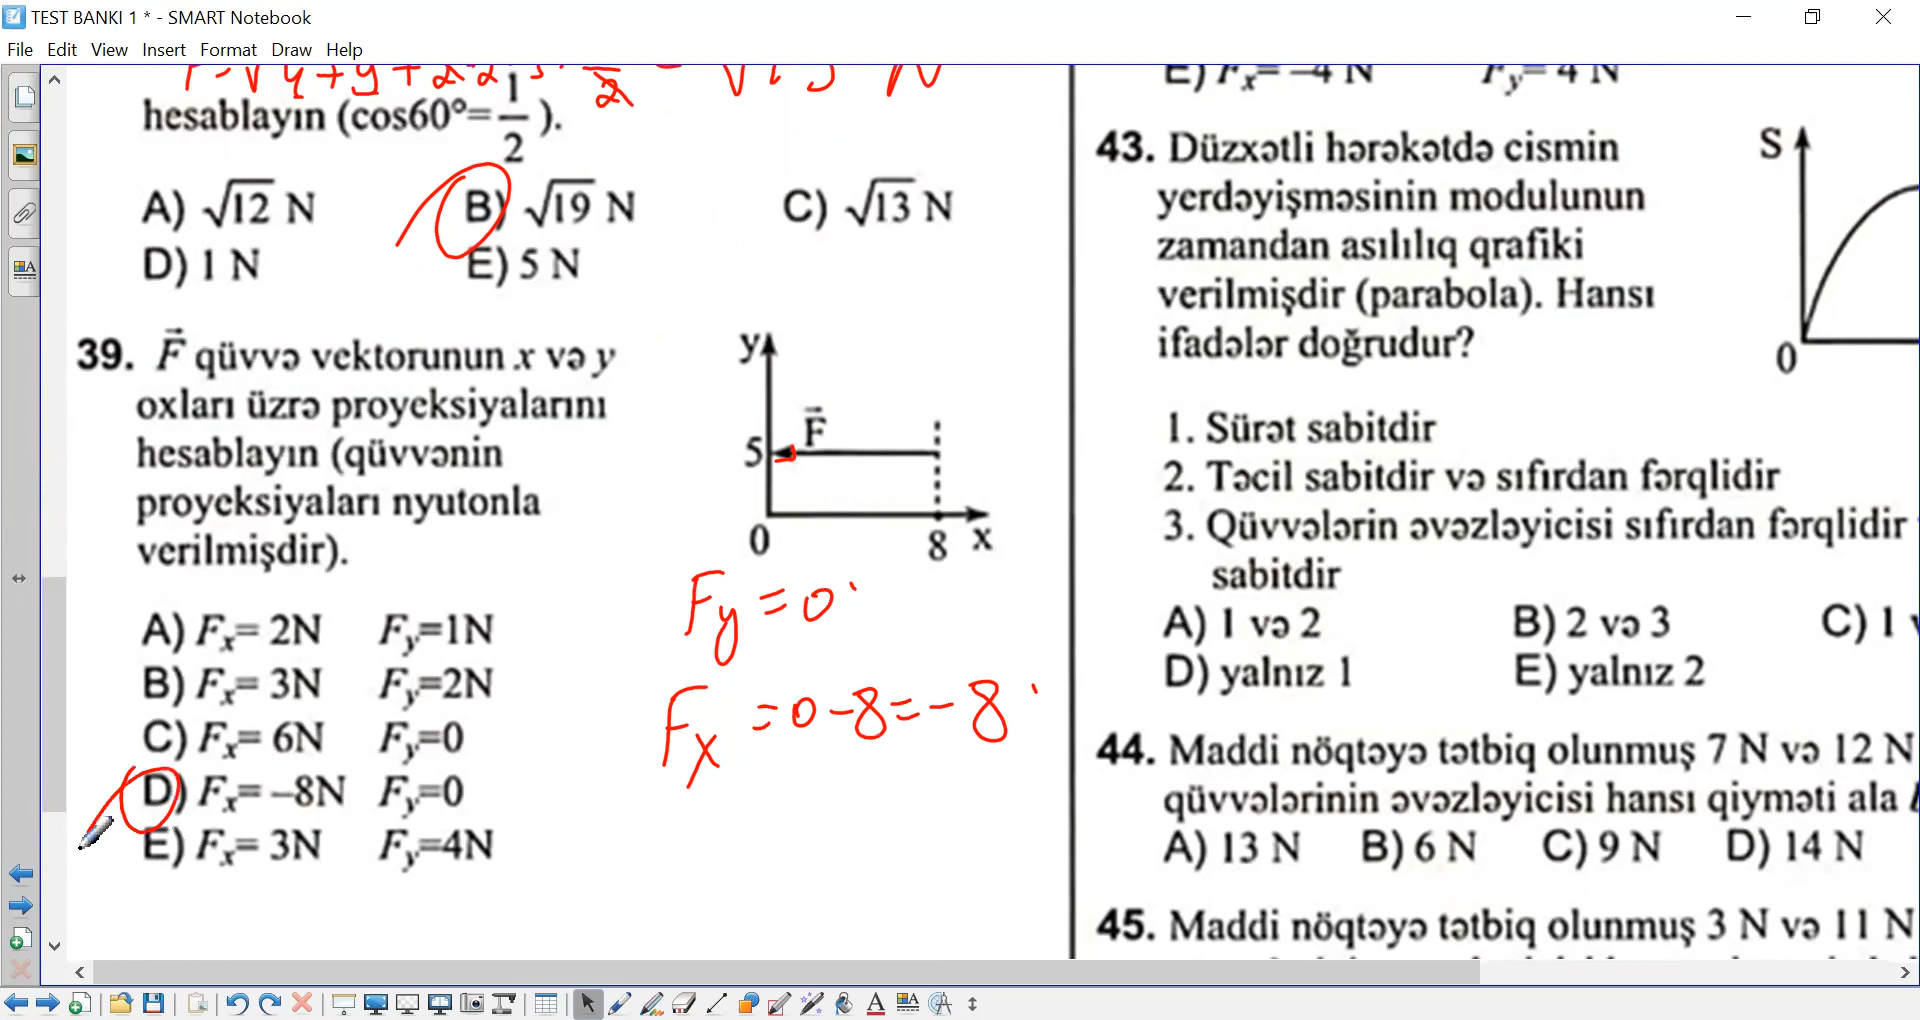 TEST BANKI 1 * - SMART Notebook
File Edit View Insert Format Draw Help
hesablayın (cos60°=1/2).
A) √12 N B) √19 N C) √13 N
D) 1 N E) 5 N
39. F⃗ qüvvə vektorunun x və y
oxları üzrə proyeksiyalarını
hesablayın (qüvvənin
proyeksiyaları nyutonla
verilmişdir).
y
F⃗
5
0 8 x
A) Fx= 2N Fy=1N
B) Fx= 3N Fy=2N
C) Fx= 6N Fy=0
D) Fx= –8N Fy=0
E) Fx= 3N Fy=4N
Fy = 0
Fx = 0 - 8 = - 8
E) Fx= –4 N Fy= 4 N
43. Düzxətli hərəkətdə cismin
yerdəyişməsinin modulunun
zamandan asılılıq qrafiki
verilmişdir (parabola). Hansı
ifadələr doğrudur?
S
0
1. Sürət sabitdir
2. Təcil sabitdir və sıfırdan fərqlidir
3. Qüvvələrin əvəzləyicisi sıfırdan fərqlidir
sabitdir
A) 1 və 2 B) 2 və 3 C) 1
D) yalnız 1 E) yalnız 2
44. Maddi nöqtəyə tətbiq olunmuş 7 N və 12 N
qüvvələrinin əvəzləyicisi hansı qiyməti ala
A) 13 N B) 6 N C) 9 N D) 14 N
45. Maddi nöqtəyə tətbiq olunmuş 3 N və 11 N